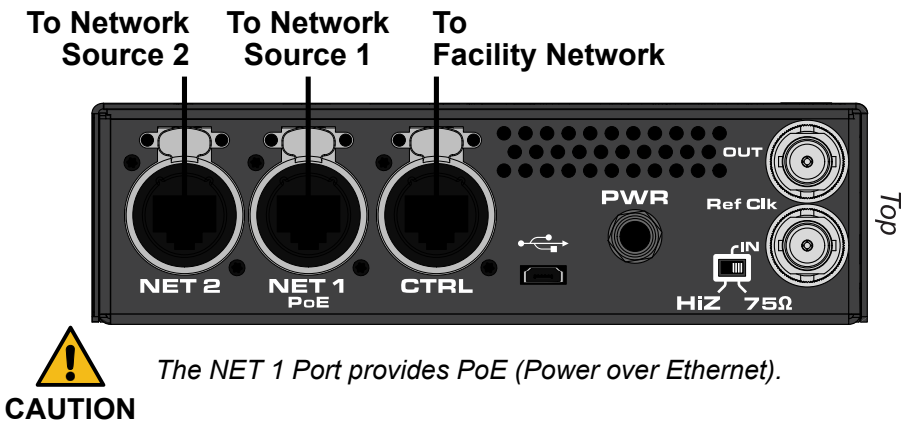 To Network
Source 2
To Network
Source 1
To
Facility Network
OUT
PWR
Ref Clk
Top
IN
NET 2
NET 1
PoE
CTRL
HiZ
75Ω
The NET 1 Port provides PoE (Power over Ethernet).
CAUTION